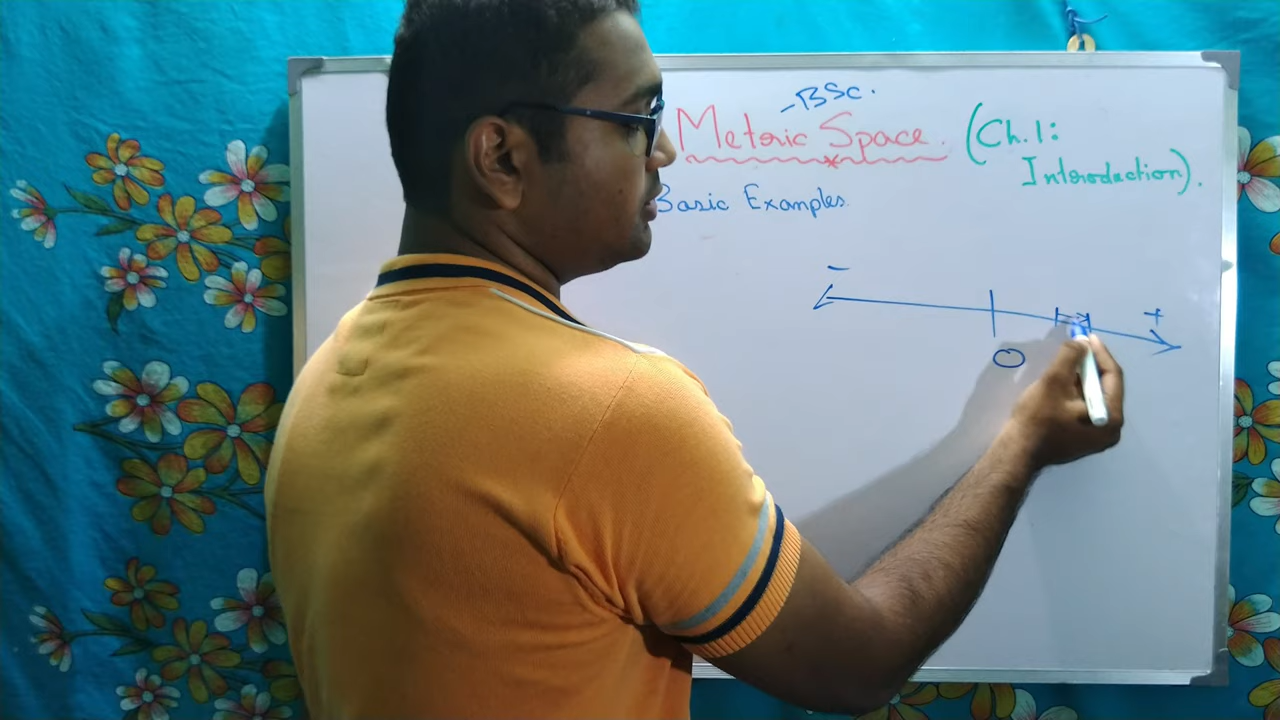 -BSc.
Metric Space. (Ch.1:
Introduction).
Basic Examples
- +
0